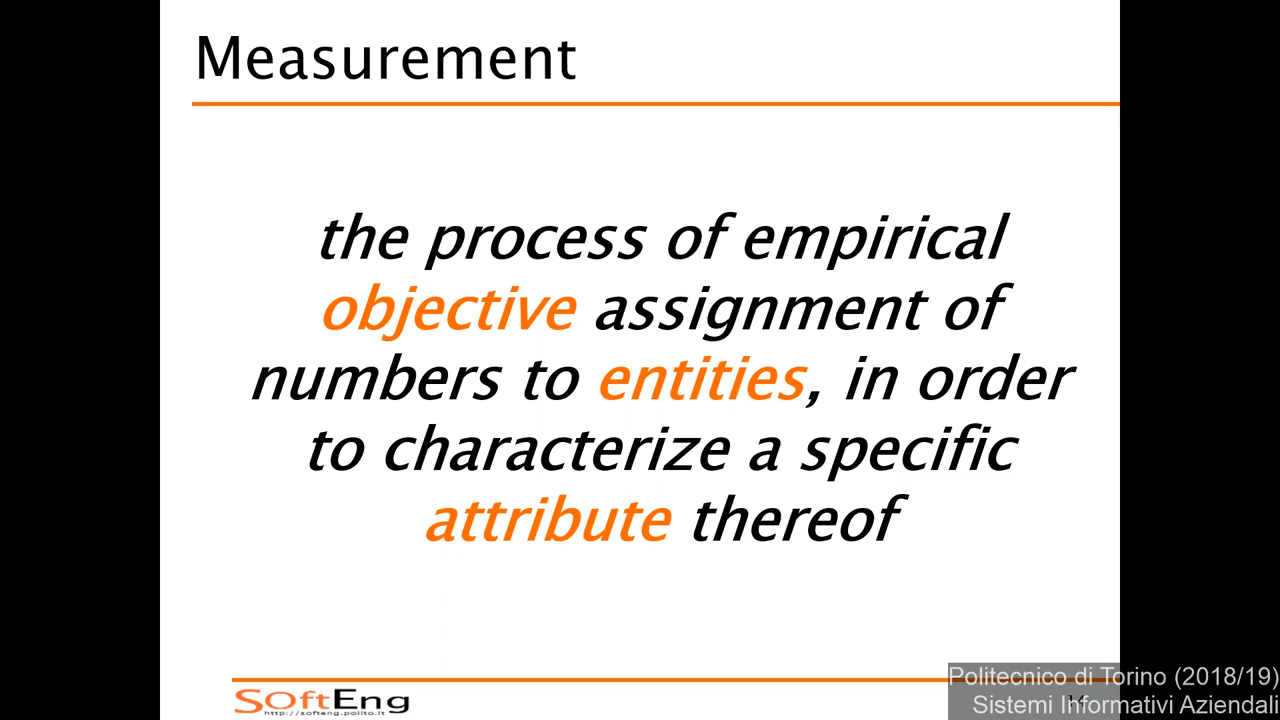 Measurement
the process of empirical
objective assignment of
numbers to entities, in order
to characterize a specific
attribute thereof
SoftEng
http://softeng.polito.it
Politecnico di Torino (2018/19)
Sistemi Informativi Aziendali